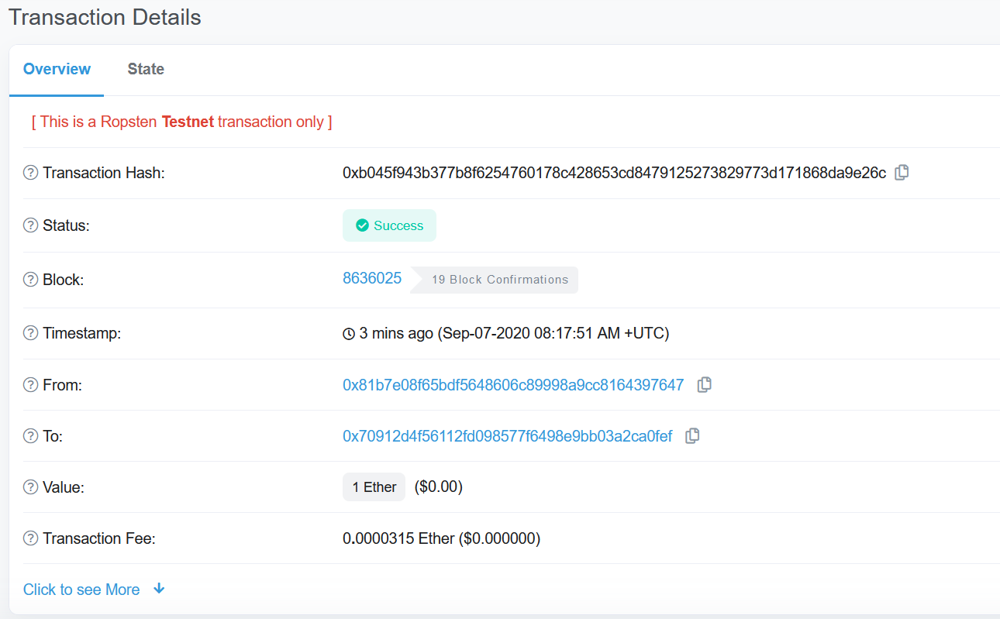 Transaction Details
Overview State
[ This is a Ropsten Testnet transaction only ]
Transaction Hash: 0xb045f943b377b8f6254760178c428653cd8479125273829773d171868da9e26c
Status: Success
Block: 8636025 19 Block Confirmations
Timestamp: 3 mins ago (Sep-07-2020 08:17:51 AM +UTC)
From: 0x81b7e08f65bdf5648606c89998a9cc8164397647
To: 0x70912d4f56112fd098577f6498e9bb03a2ca0fef
Value: 1 Ether ($0.00)
Transaction Fee: 0.0000315 Ether ($0.000000)
Click to see More